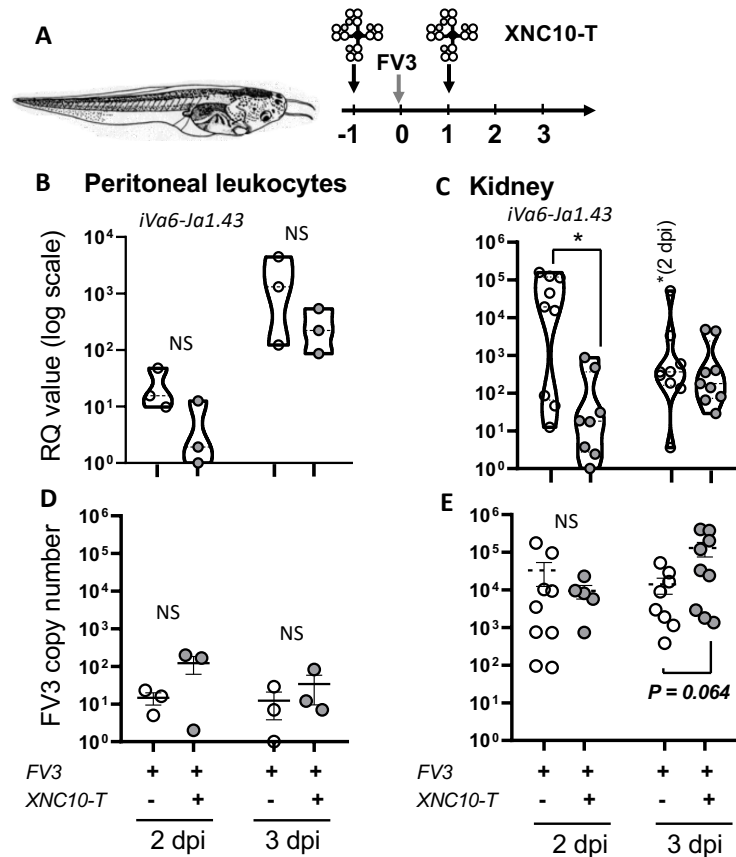 A
XNC10-T
FV3
-1 0 1 2 3
B Peritoneal leukocytes
iVa6-Ja1.43
NS
NS
RQ value (log scale)
10⁴
10³
10²
10¹
10⁰
C Kidney
iVa6-Ja1.43
*
*(2 dpi)
10⁶
10⁵
10⁴
10³
10²
10¹
10⁰
D
NS
NS
FV3 copy number
10⁶
10⁵
10⁴
10³
10²
10¹
10⁰
E
NS
10⁶
10⁵
10⁴
10³
10²
10¹
10⁰
P = 0.064
FV3 + + + +
XNC10-T - + - +
2 dpi 3 dpi
FV3 + + + +
XNC10-T - + - +
2 dpi 3 dpi